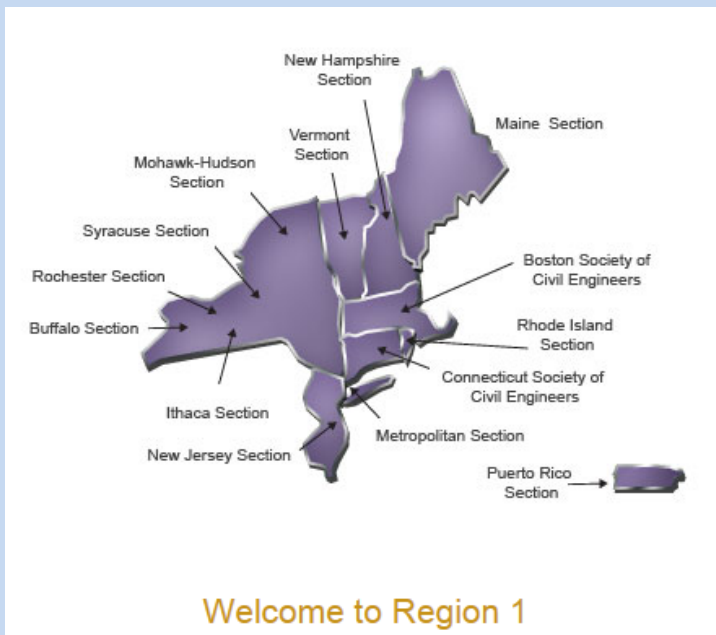 New Hampshire
Section
Maine Section
Vermont
Section
Mohawk-Hudson
Section
Syracuse Section
Boston Society of
Civil Engineers
Rochester Section
Rhode Island
Section
Buffalo Section
Connecticut Society of
Civil Engineers
Ithaca Section
Metropolitan Section
New Jersey Section
Puerto Rico
Section
Welcome to Region 1